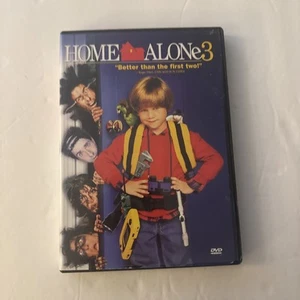 HOME ALONe3
"Better than the first two!"
DVD